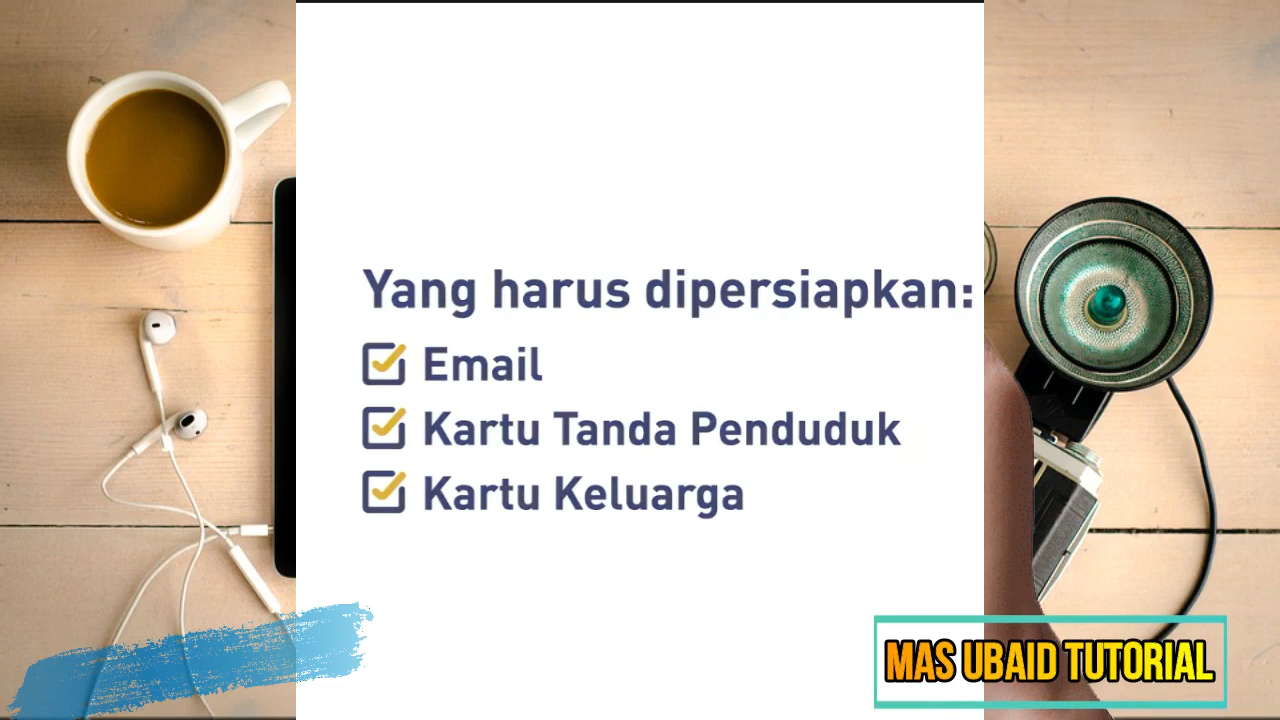 Yang harus dipersiapkan:
Email
Kartu Tanda Penduduk
Kartu Keluarga
MAS UBAID TUTORIAL